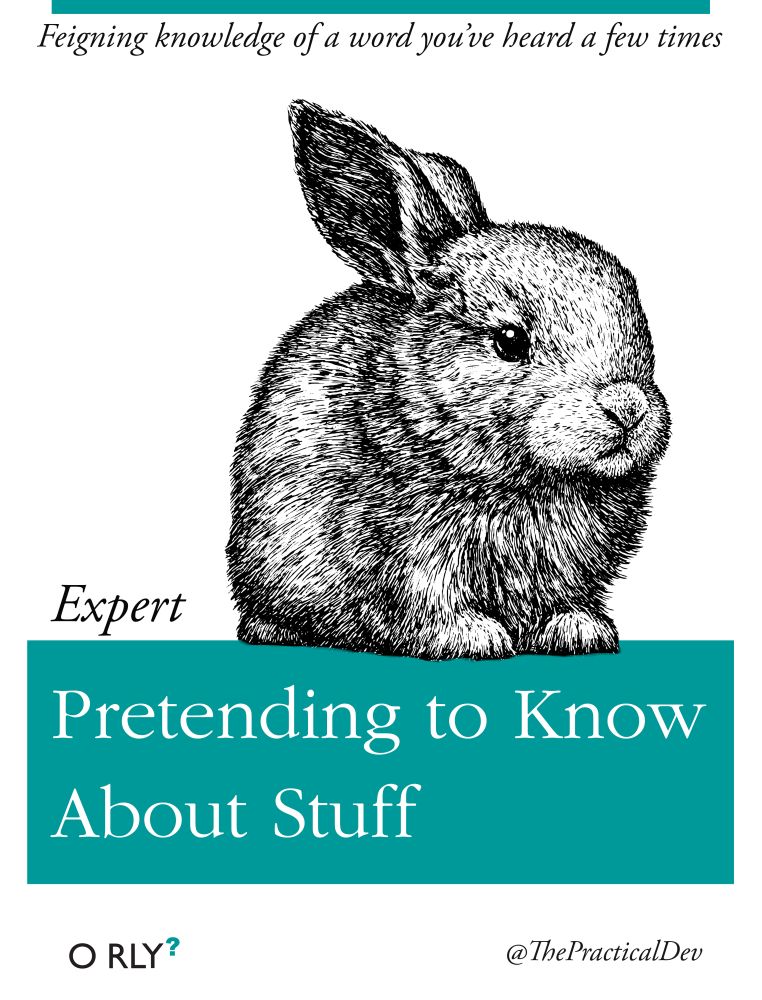 Feigning knowledge of a word you've heard a few times
Expert
Pretending to Know
About Stuff
O RLY?
@ThePracticalDev